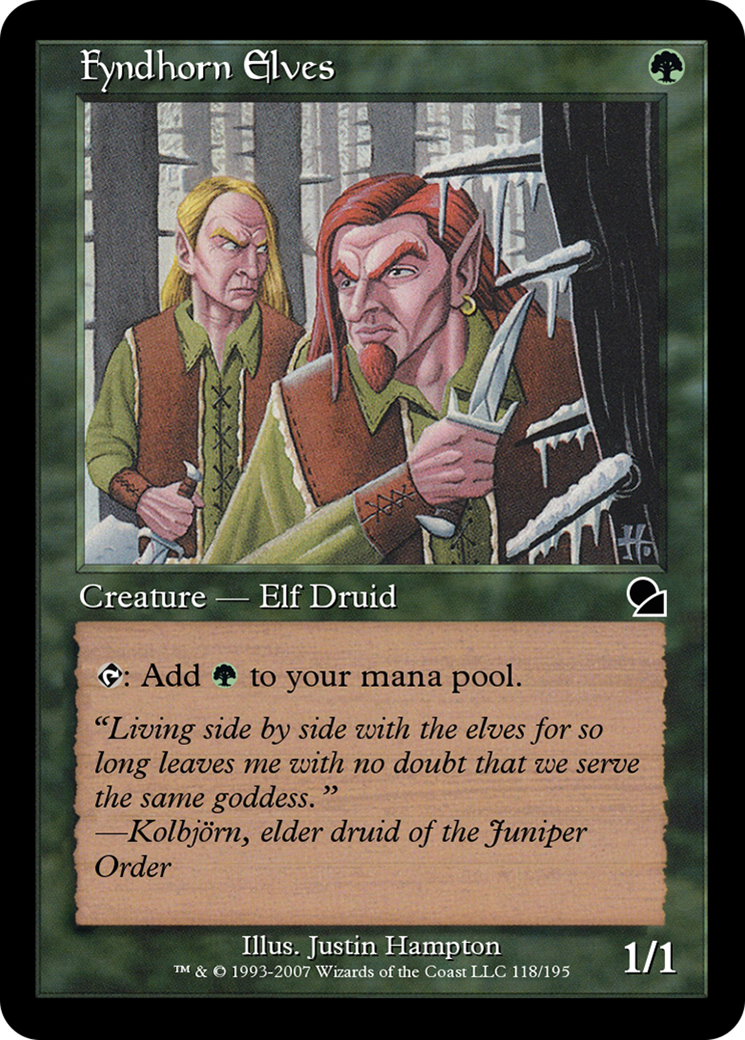 Fyndhorn Elves
Creature — Elf Druid
: Add to your mana pool.
“Living side by side with the elves for so
long leaves me with no doubt that we serve
the same goddess.”
—Kolbjörn, elder druid of the Juniper
Order
Illus. Justin Hampton
™ & © 1993-2007 Wizards of the Coast LLC 118/195
1/1